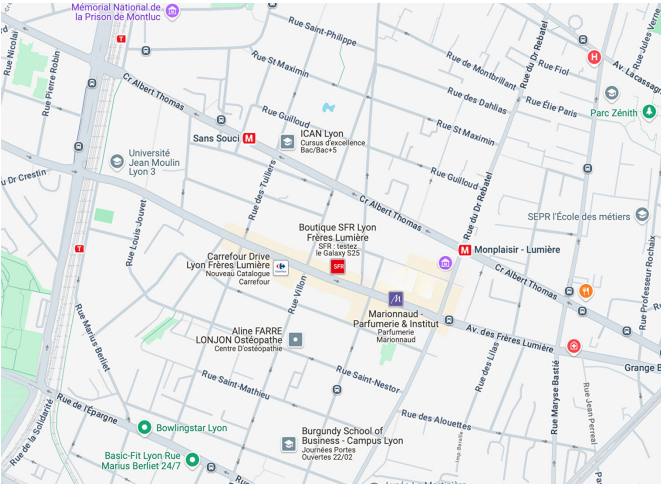 Mémorial National de
la Prison de Montluc
Rue Nicolai
Rue Pierre Robin
T
Rue Saint-Philippe
Rue St Maximin
Rue du Dr Rebatel
Rue Jules Verne
Rue de Montbrillant
Rue Fiol
H
Av. Lacassagn
Rue des Dahlias
Rue Élie Paris
Parc Zénith
Cr Albert Thomas
Rue Guilloud
Rue St Maximin
Sans Souci
M
ICAN Lyon
Cursus d'excellence
Bac/Bac+5
Université
Jean Moulin
Lyon 3
u Dr Crestin
Rue des Tuiliers
Rue Guilloud
Cr Albert Thomas
Rue du Dr Rebatel
SEPR l'École des métiers
Rue Louis Jouvet
T
Boutique SFR Lyon
Frères Lumière
SFR : testez
le Galaxy S25
SFR
M
Monplaisir - Lumière
Carrefour Drive
Lyon Frères Lumière
Nouveau Catalogue
Carrefour
Rue Villon
Cr Albert Thomas
Rue Professeur Rochaix
Marionnaud -
Parfumerie & Institut
Parfumerie
Marionnaud
Rue Marius Berliet
Aline FARRE
LONJON Ostéopathe
Centre D'ostéopathie
Av. des Frères Lumière
Rue des Lilas
Grange B
Rue Maryse Bastié
Rue Jean Perréal
Rue Saint-Mathieu
Rue Saint-Nestor
Rue des Alouettes
Rue de l'Épargne
Rue de la Solidarité
Bowlingstar Lyon
Burgundy School of
Business - Campus Lyon
Journées Portes
Ouvertes 22/02
Basic-Fit Lyon Rue
Marius Berliet 24/7